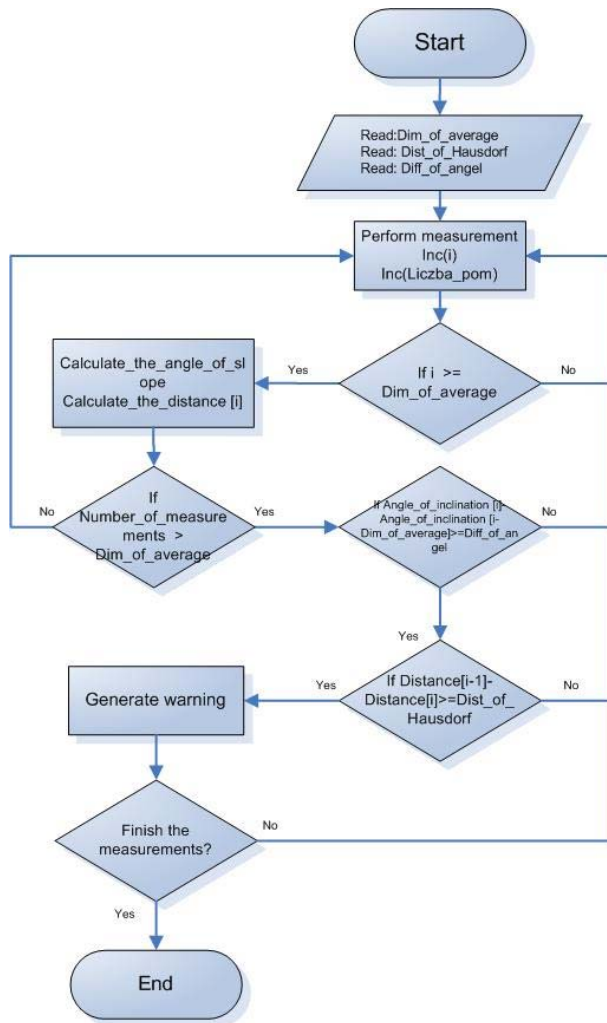 Start
Read:Dim_of_average
Read: Dist_of_Hausdorf
Read: Diff_of_angel
Perform measurement
Inc(i)
Inc(Liczba_pom)
If i >=
Dim_of_average
Yes
No
Calculate_the_angle_of_sl
ope
Calculate_the_distance [i]
If
Number_of_measure
ments >
Dim_of_average
No
Yes
If Angle_of_inclination [i]-
Angle_of_inclination [i-
Dim_of_average]>=Diff_of_an
gel
No
Yes
If Distance[i-1]-
Distance[i]>=Dist_of_
Hausdorf
Yes
No
Generate warning
Finish the
measurements?
No
Yes
End